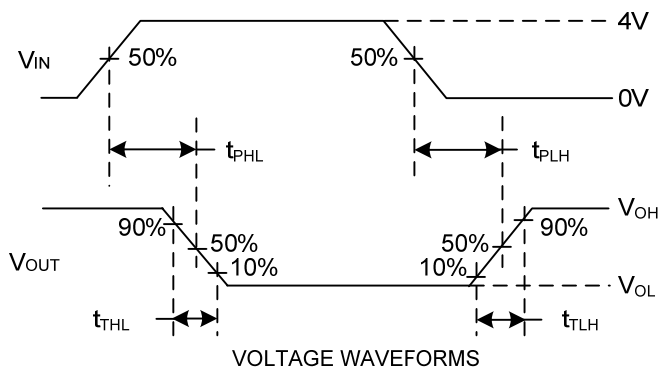 4V
VIN
50%
50%
0V
tPHL
tPLH
VOH
90%
50%
50%
90%
VOUT
10%
10%
VOL
tTHL
tTLH
VOLTAGE WAVEFORMS